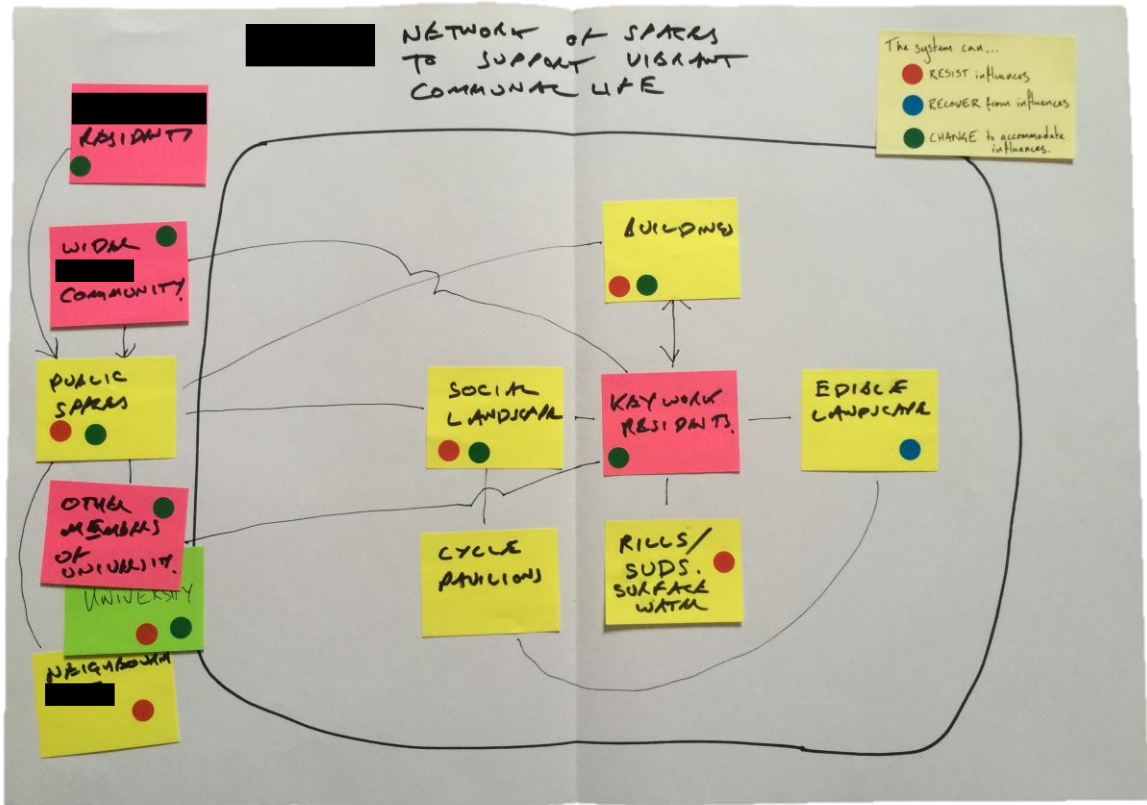 NETWORK OF SPACES
TO SUPPORT VIBRANT
COMMUNAL LIFE
The system can...
RESIST influences
RECOVER from influences
CHANGE to accommodate
influences.
RESIDENTS
WIDER
COMMUNITY.
BUILDINGS
PUBLIC
SPACES
SOCIAL
LANDSCAPE
KEY WORK
RESIDENTS.
EDIBLE
LANDSCAPE
OTHER
MEMBERS
OF
UNIVERSITY.
UNIVERSITY
CYCLE
PAVILIONS
RILLS/
SUDS.
SURFACE
WATER